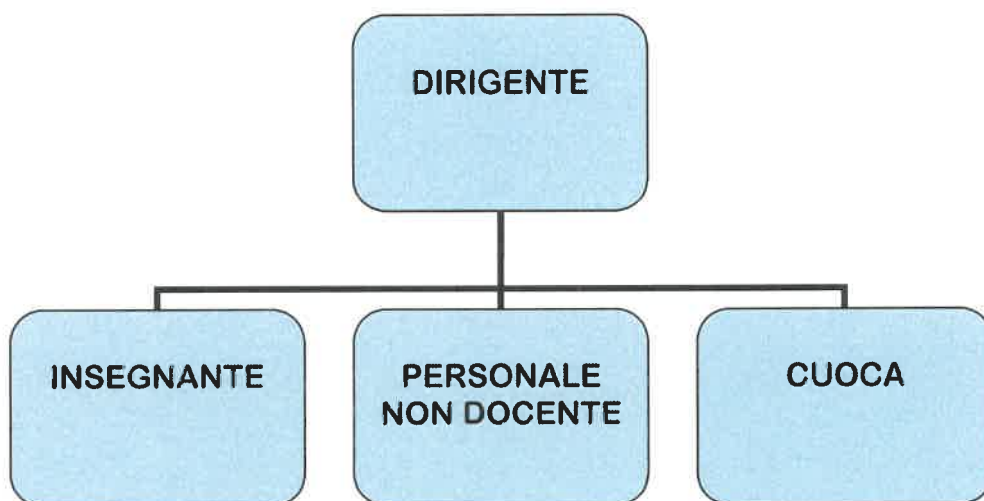 DIRIGENTE
INSEGNANTE
PERSONALE
NON DOCENTE
CUOCA